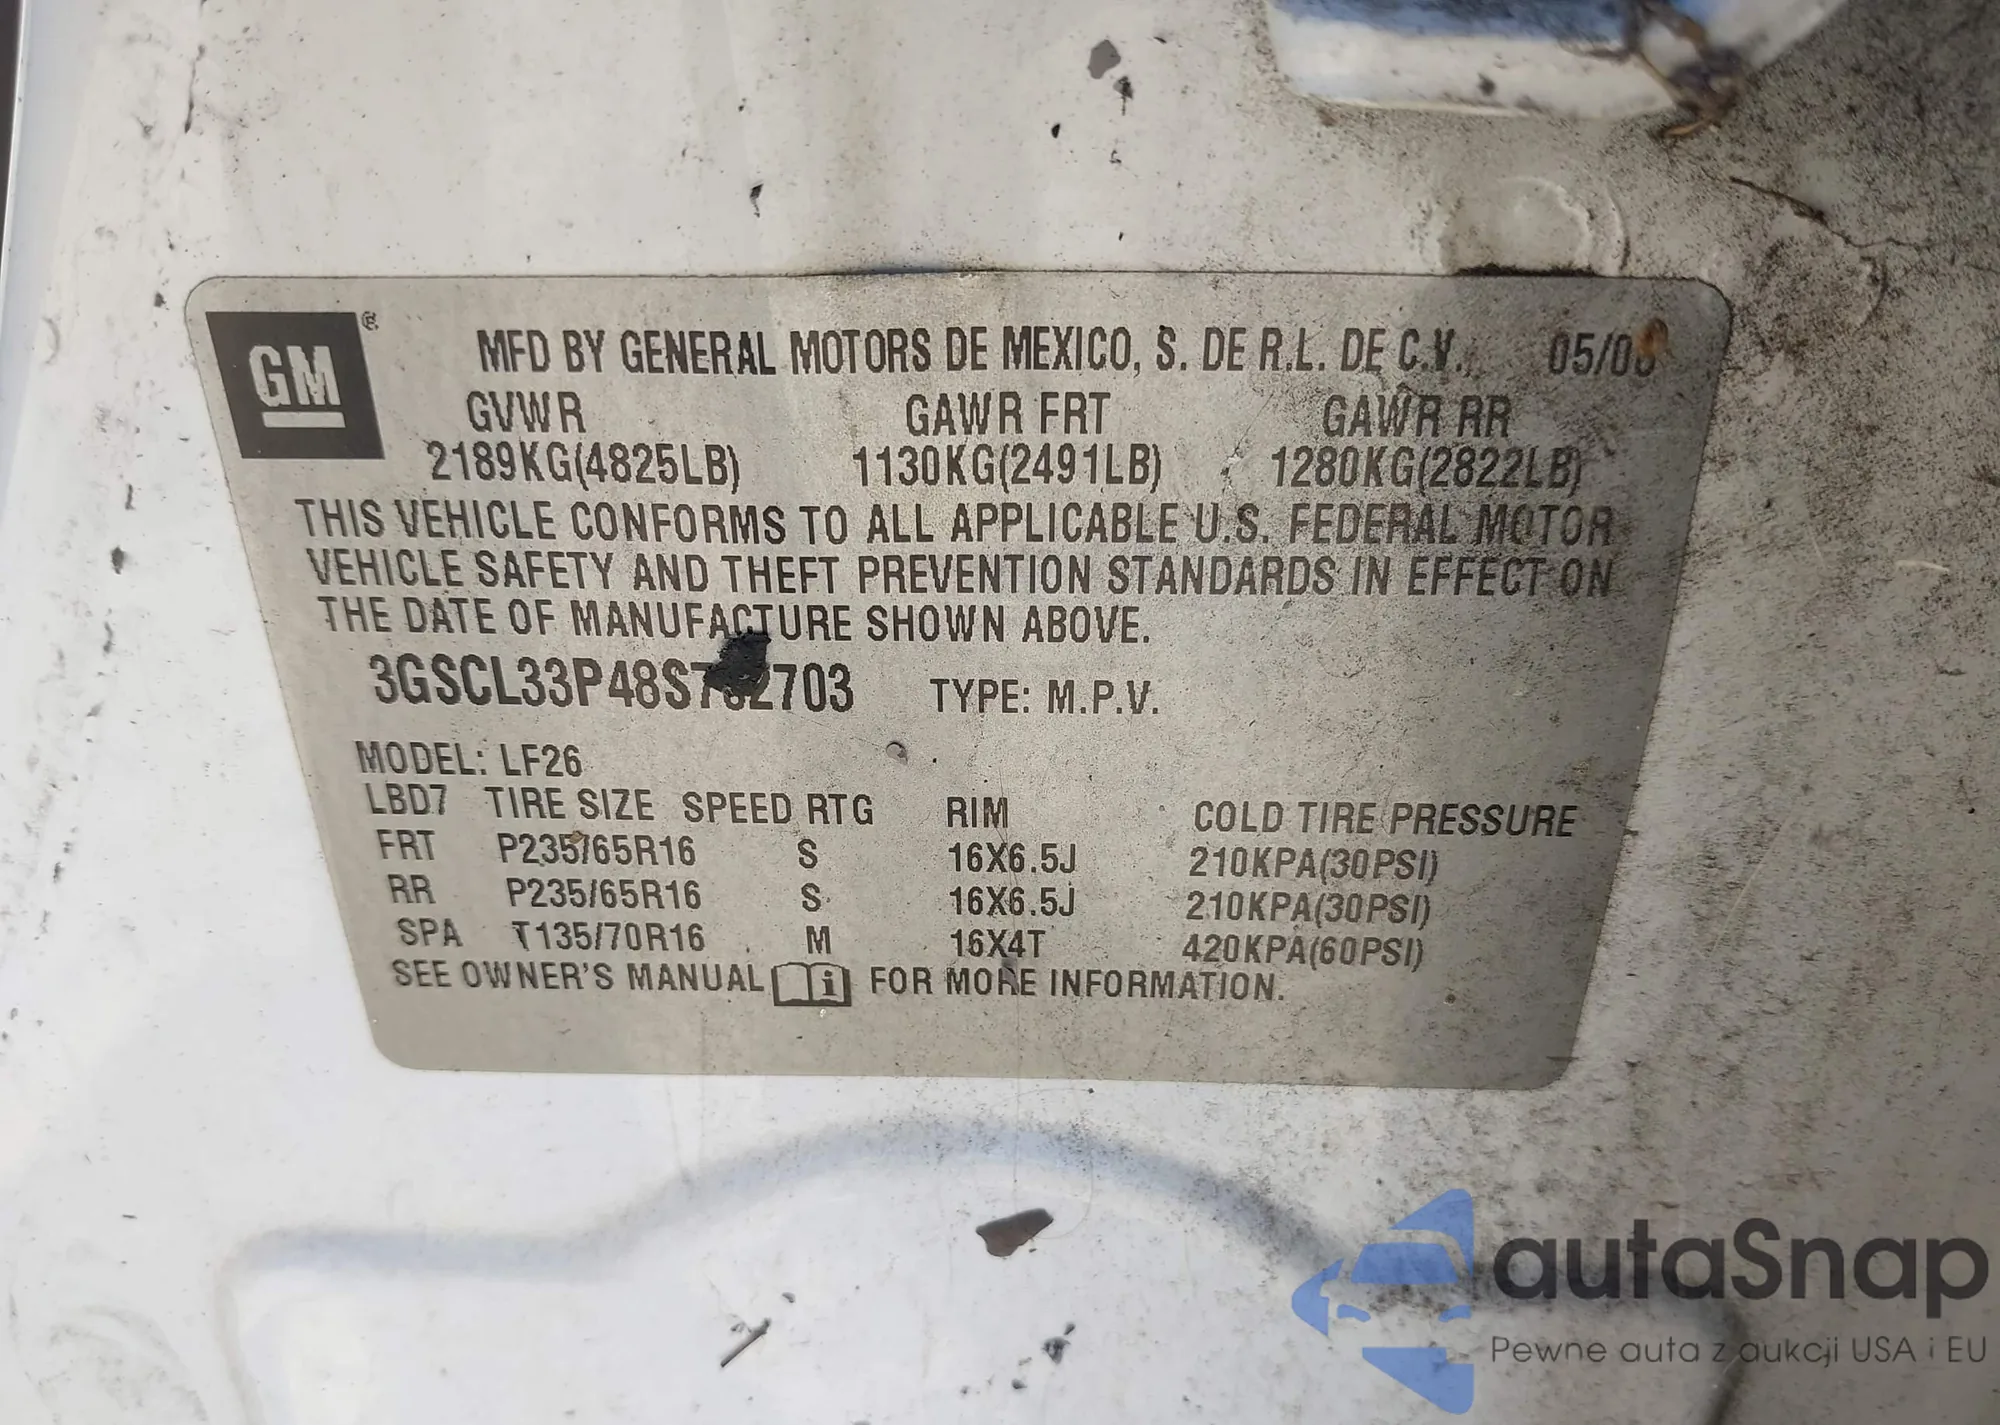 GM ®
MFD BY GENERAL MOTORS DE MEXICO, S. DE R.L. DE C.V., 05/08
GVWR GAWR FRT GAWR RR
2189KG(4825LB) 1130KG(2491LB) 1280KG(2822LB)
THIS VEHICLE CONFORMS TO ALL APPLICABLE U.S. FEDERAL MOTOR
VEHICLE SAFETY AND THEFT PREVENTION STANDARDS IN EFFECT ON
THE DATE OF MANUFACTURE SHOWN ABOVE.
TYPE: M.P.V.
MODEL: LF26
LBD7 TIRE SIZE SPEED RTG RIM COLD TIRE PRESSURE
FRT P235/65R16 S 16X6.5J 210KPA(30PSI)
RR P235/65R16 S 16X6.5J 210KPA(30PSI)
SPA T135/70R16 M 16X4T 420KPA(60PSI)
SEE OWNER'S MANUAL i FOR MORE INFORMATION.
autaSnap
Pewne auta z aukcji USA i EU